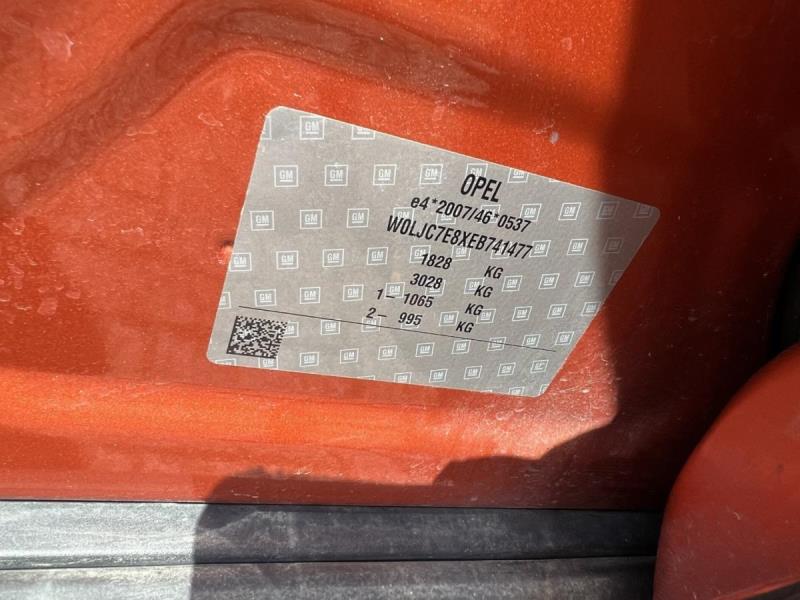 OPEL
e4*2007/46*0537
W0LJC7E8XEB741477
1828 KG
3028 KG
1– 1065 KG
2– 995 KG